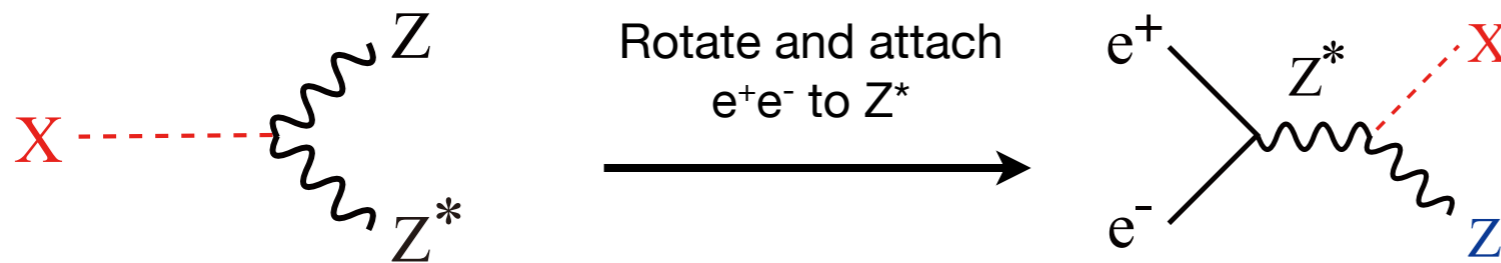 X
Z
Z*
Rotate and attach
e⁺e⁻ to Z*
e⁺
e⁻
Z*
X
Z